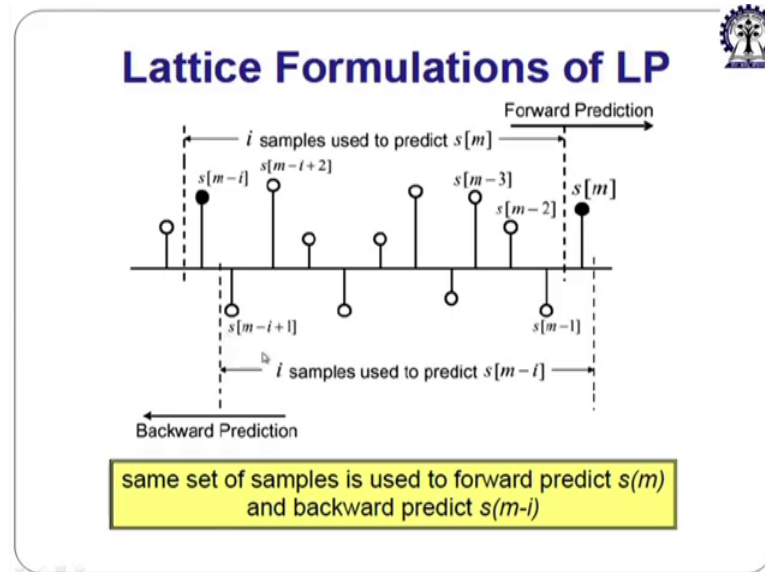 Lattice Formulations of LP
Forward Prediction
i samples used to predict s[m]
s[m−i]
s[m−i+2]
s[m−3]
s[m−2]
s[m]
s[m−i+1]
s[m−1]
i samples used to predict s[m−i]
Backward Prediction
same set of samples is used to forward predict s(m)
and backward predict s(m-i)